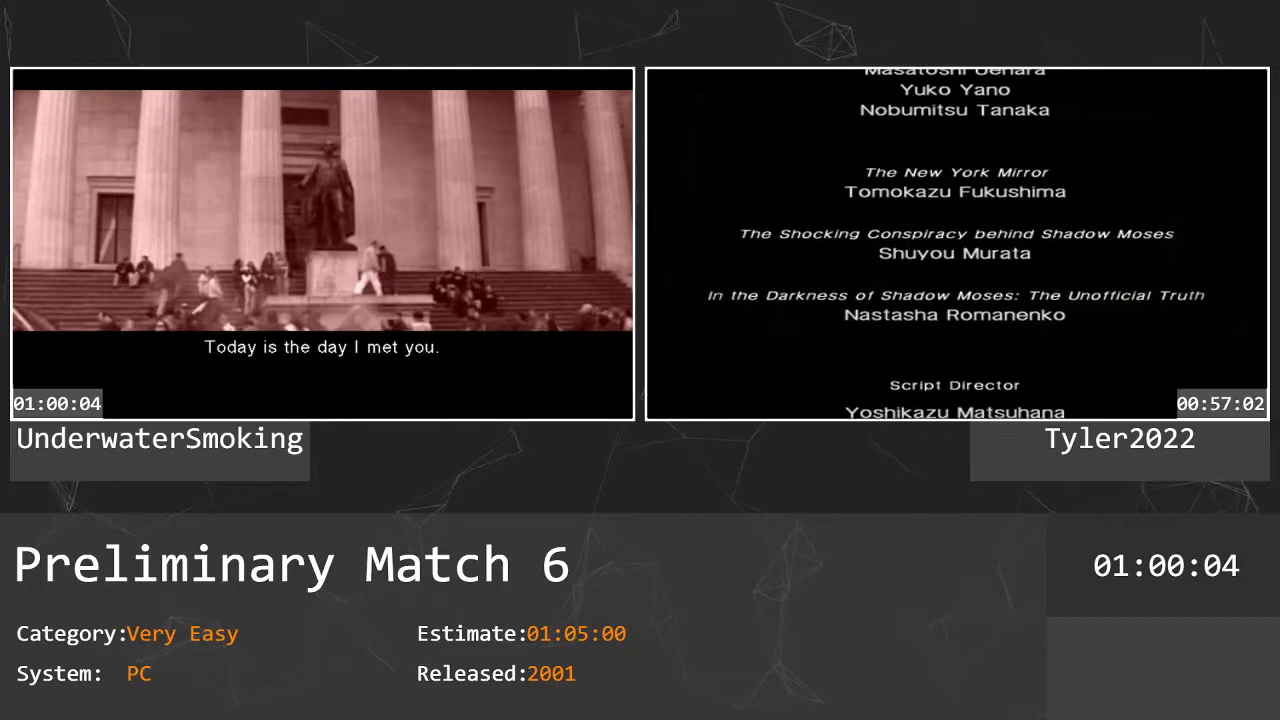 Today is the day I met you.
01:00:04
UnderwaterSmoking
Masatoshi Uehara
Yuko Yano
Nobumitsu Tanaka
The New York Mirror
Tomokazu Fukushima
The Shocking Conspiracy behind Shadow Moses
Shuyou Murata
In the Darkness of Shadow Moses: The Unofficial Truth
Nastasha Romanenko
Script Director
Yoshikazu Matsuhana
00:57:02
Tyler2022
Preliminary Match 6
01:00:04
Category:Very Easy
Estimate:01:05:00
System: PC
Released:2001